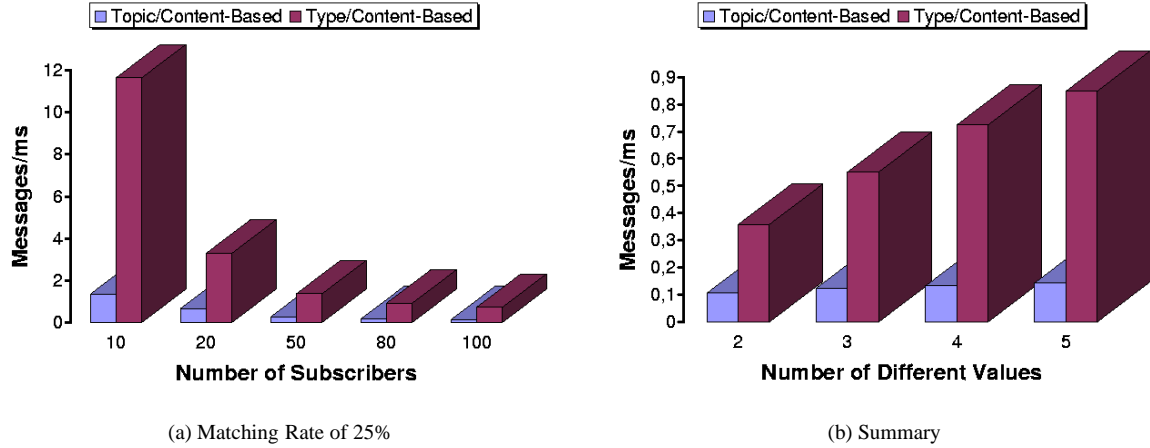 Topic/Content-Based Type/Content-Based
Messages/ms
12
10
8
6
4
2
0
10 20 50 80 100
Number of Subscribers
(a) Matching Rate of 25%
Topic/Content-Based Type/Content-Based
Messages/ms
0,9
0,8
0,7
0,6
0,5
0,4
0,3
0,2
0,1
0
2 3 4 5
Number of Different Values
(b) Summary